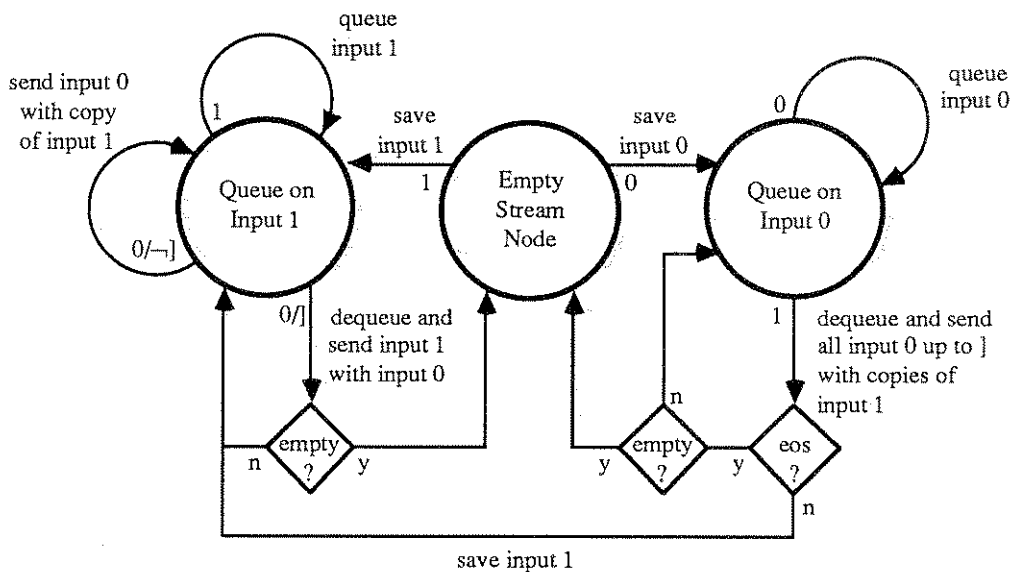 queue
input 1
send input 0
with copy
of input 1
1
Queue on
Input 1
0/¬]
0/]
dequeue and
send input 1
with input 0
empty
?
n
y
save
input 1
1
Empty
Stream
Node
save
input 0
0
queue
input 0
0
Queue on
Input 0
1
dequeue and send
all input 0 up to ]
with copies of
input 1
n
empty
?
y
y
eos
?
n
save input 1